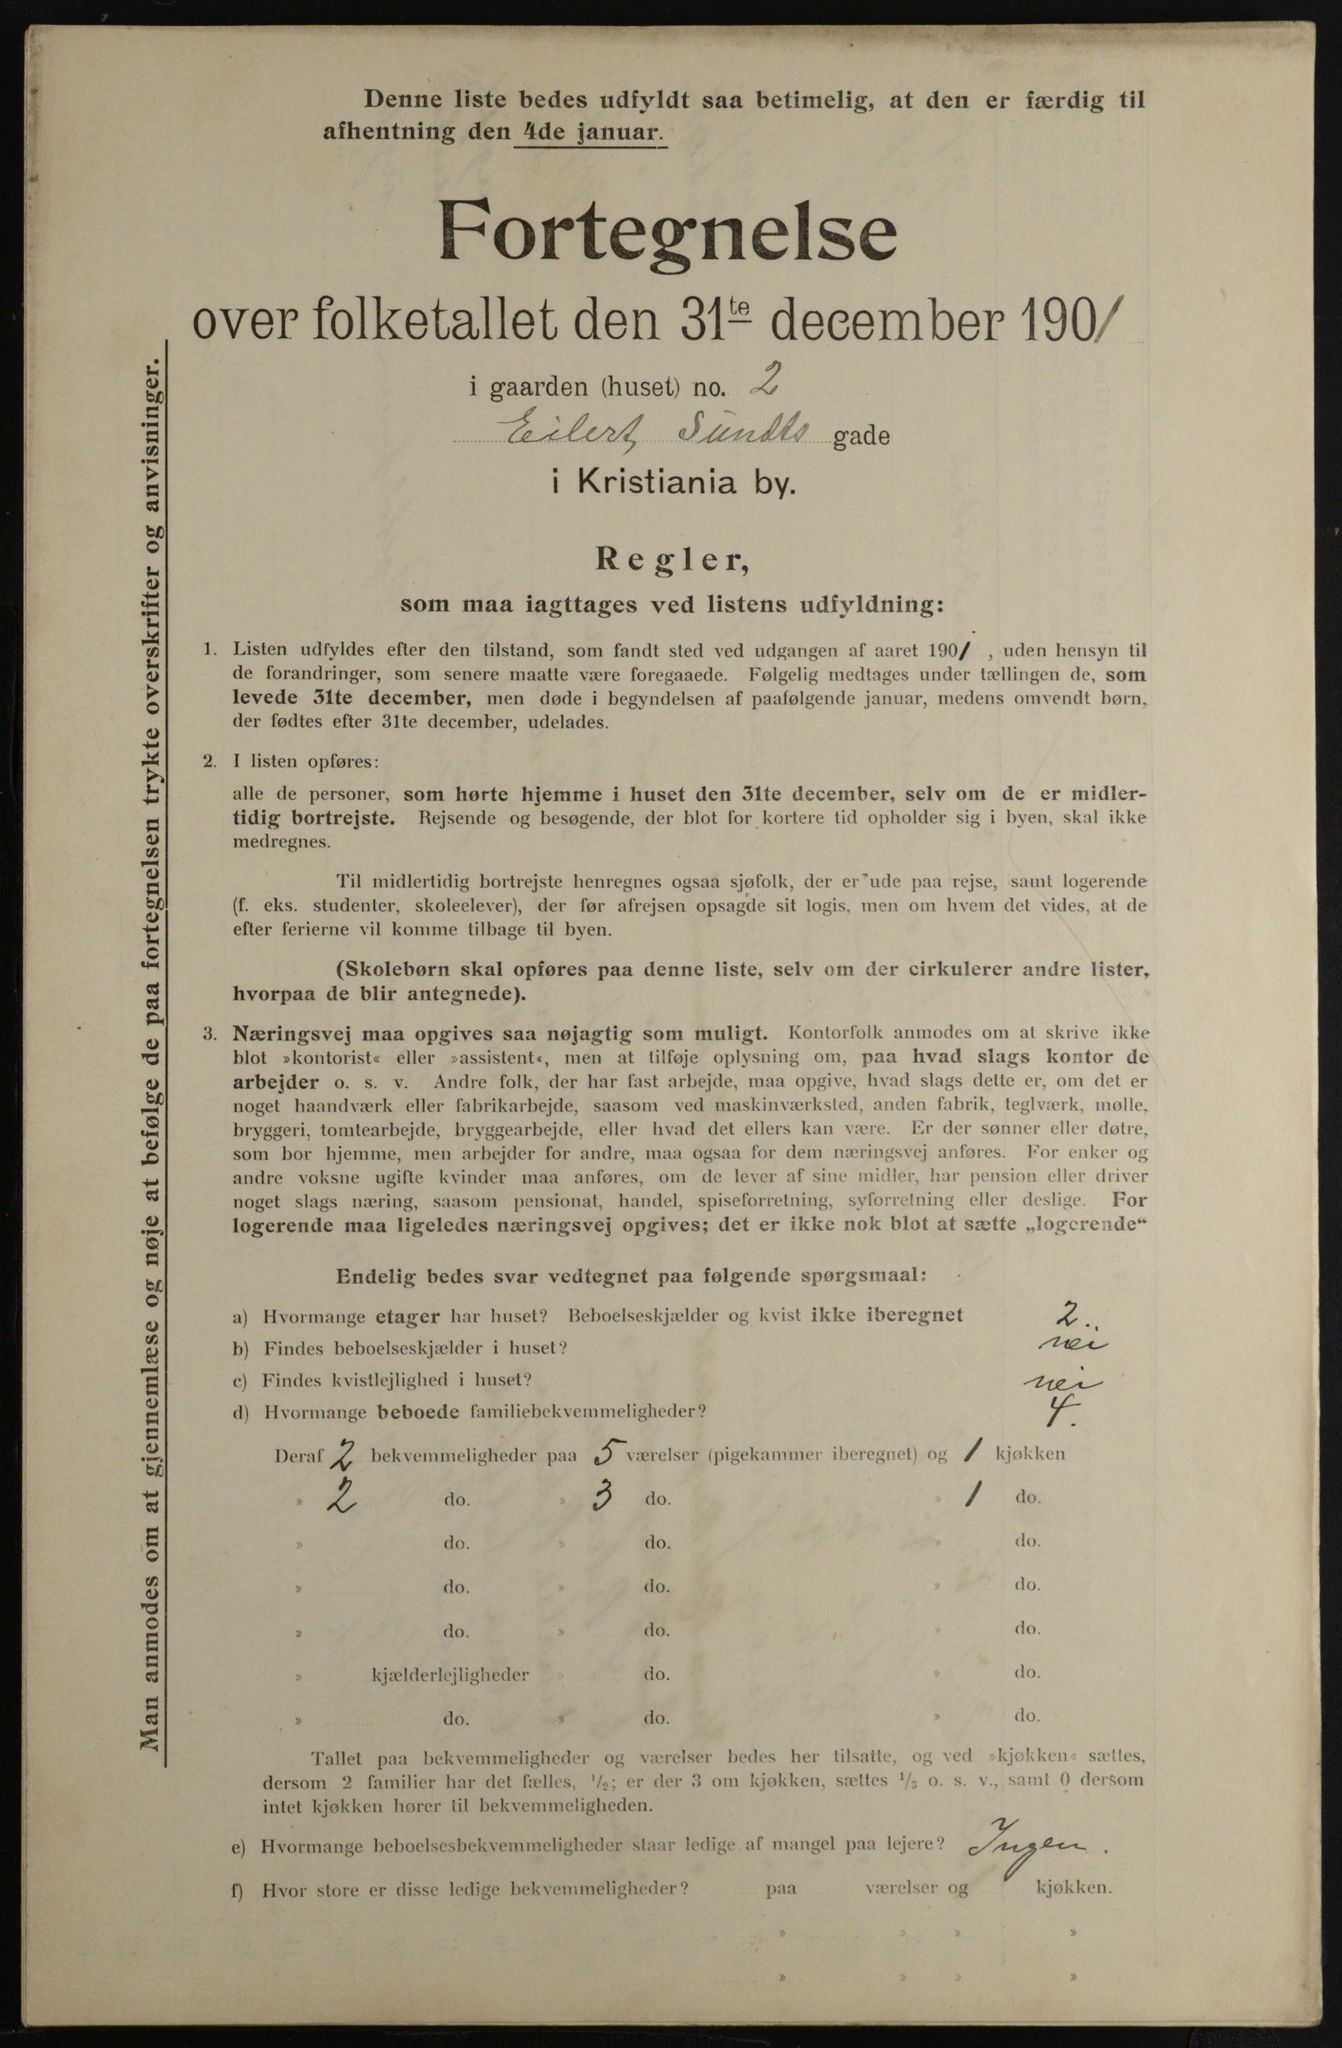 Denne liste bedes udfyldt saa betimelig, at den er færdig til
afhentning den 4de januar.
Fortegnelse
over folketallet den 31te december 1901
i gaarden (huset) no. 2
Eilert Sundts gade
i Kristiania by.
Regler,
som maa iagttages ved listens udfyldning:
1. Listen udfyldes efter den tilstand, som fandt sted ved udgangen af aaret 1901 , uden hensyn til
de forandringer, som senere maatte være foregaaede. Følgelig medtages under tællingen de, som
levede 31te december, men døde i begyndelsen af paafølgende januar, medens omvendt børn,
der fødtes efter 31te december, udelades.
2. I listen opføres:
alle de personer, som hørte hjemme i huset den 31te december, selv om de er midler-
tidig bortrejste. Rejsende og besøgende, der blot for kortere tid opholder sig i byen, skal ikke
medregnes.
Til midlertidig bortrejste henregnes ogsaa sjøfolk, der er ude paa rejse, samt logerende
(f. eks. studenter, skoleelever), der før afrejsen opsagde sit logis, men om hvem det vides, at de
efter ferierne vil komme tilbage til byen.
(Skolebørn skal opføres paa denne liste, selv om der cirkulerer andre lister,
hvorpaa de blir antegnede).
3. Næringsvej maa opgives saa nøjagtig som muligt. Kontorfolk anmodes om at skrive ikke
blot »kontorist« eller »assistent«, men at tilføje oplysning om, paa hvad slags kontor de
arbejder o. s. v. Andre folk, der har fast arbejde, maa opgive, hvad slags dette er, om det er
noget haandværk eller fabrikarbejde, saasom ved maskinværksted, anden fabrik, teglværk, mølle,
bryggeri, tomtearbejde, bryggearbejde, eller hvad det ellers kan være. Er der sønner eller døtre,
som bor hjemme, men arbejder for andre, maa ogsaa for dem næringsvej anføres. For enker og
andre voksne ugifte kvinder maa anføres, om de lever af sine midler, har pension eller driver
noget slags næring, saasom pensionat, handel, spiseforretning, syforretning eller deslige. For
logerende maa ligeledes næringsvej opgives; det er ikke nok blot at sætte „logerende“
Endelig bedes svar vedtegnet paa følgende spørgsmaal:
a) Hvormange etager har huset? Beboelseskjælder og kvist ikke iberegnet 2.
b) Findes beboelseskjælder i huset? nei
c) Findes kvistlejlighed i huset? nei
d) Hvormange beboede familiebekvemmeligheder? 4.
Deraf 2 bekvemmeligheder paa 5 værelser (pigekammer iberegnet) og 1 kjøkken
» 2 do. » 3 do. » 1 do.
» do. » do. » do.
» do. » do. » do.
» do. » do. » do.
» kjælderlejligheder » do. » do.
» do. » do. » do.
Tallet paa bekvemmeligheder og værelser bedes her tilsatte, og ved »kjøkken« sættes,
dersom 2 familier har det fælles, 1/2; er der 3 om kjøkken, sættes 1/3 o. s. v., samt 0 dersom
intet kjøkken hører til bekvemmeligheden.
e) Hvormange beboelsesbekvemmeligheder staar ledige af mangel paa lejere? Ingen.
f) Hvor store er disse ledige bekvemmeligheder? paa værelser og kjøkken.
» » » »
» » » »
Man anmodes om at gjennemlæse og nøje at befølge de paa fortegnelsen trykte overskrifter og anvisninger.